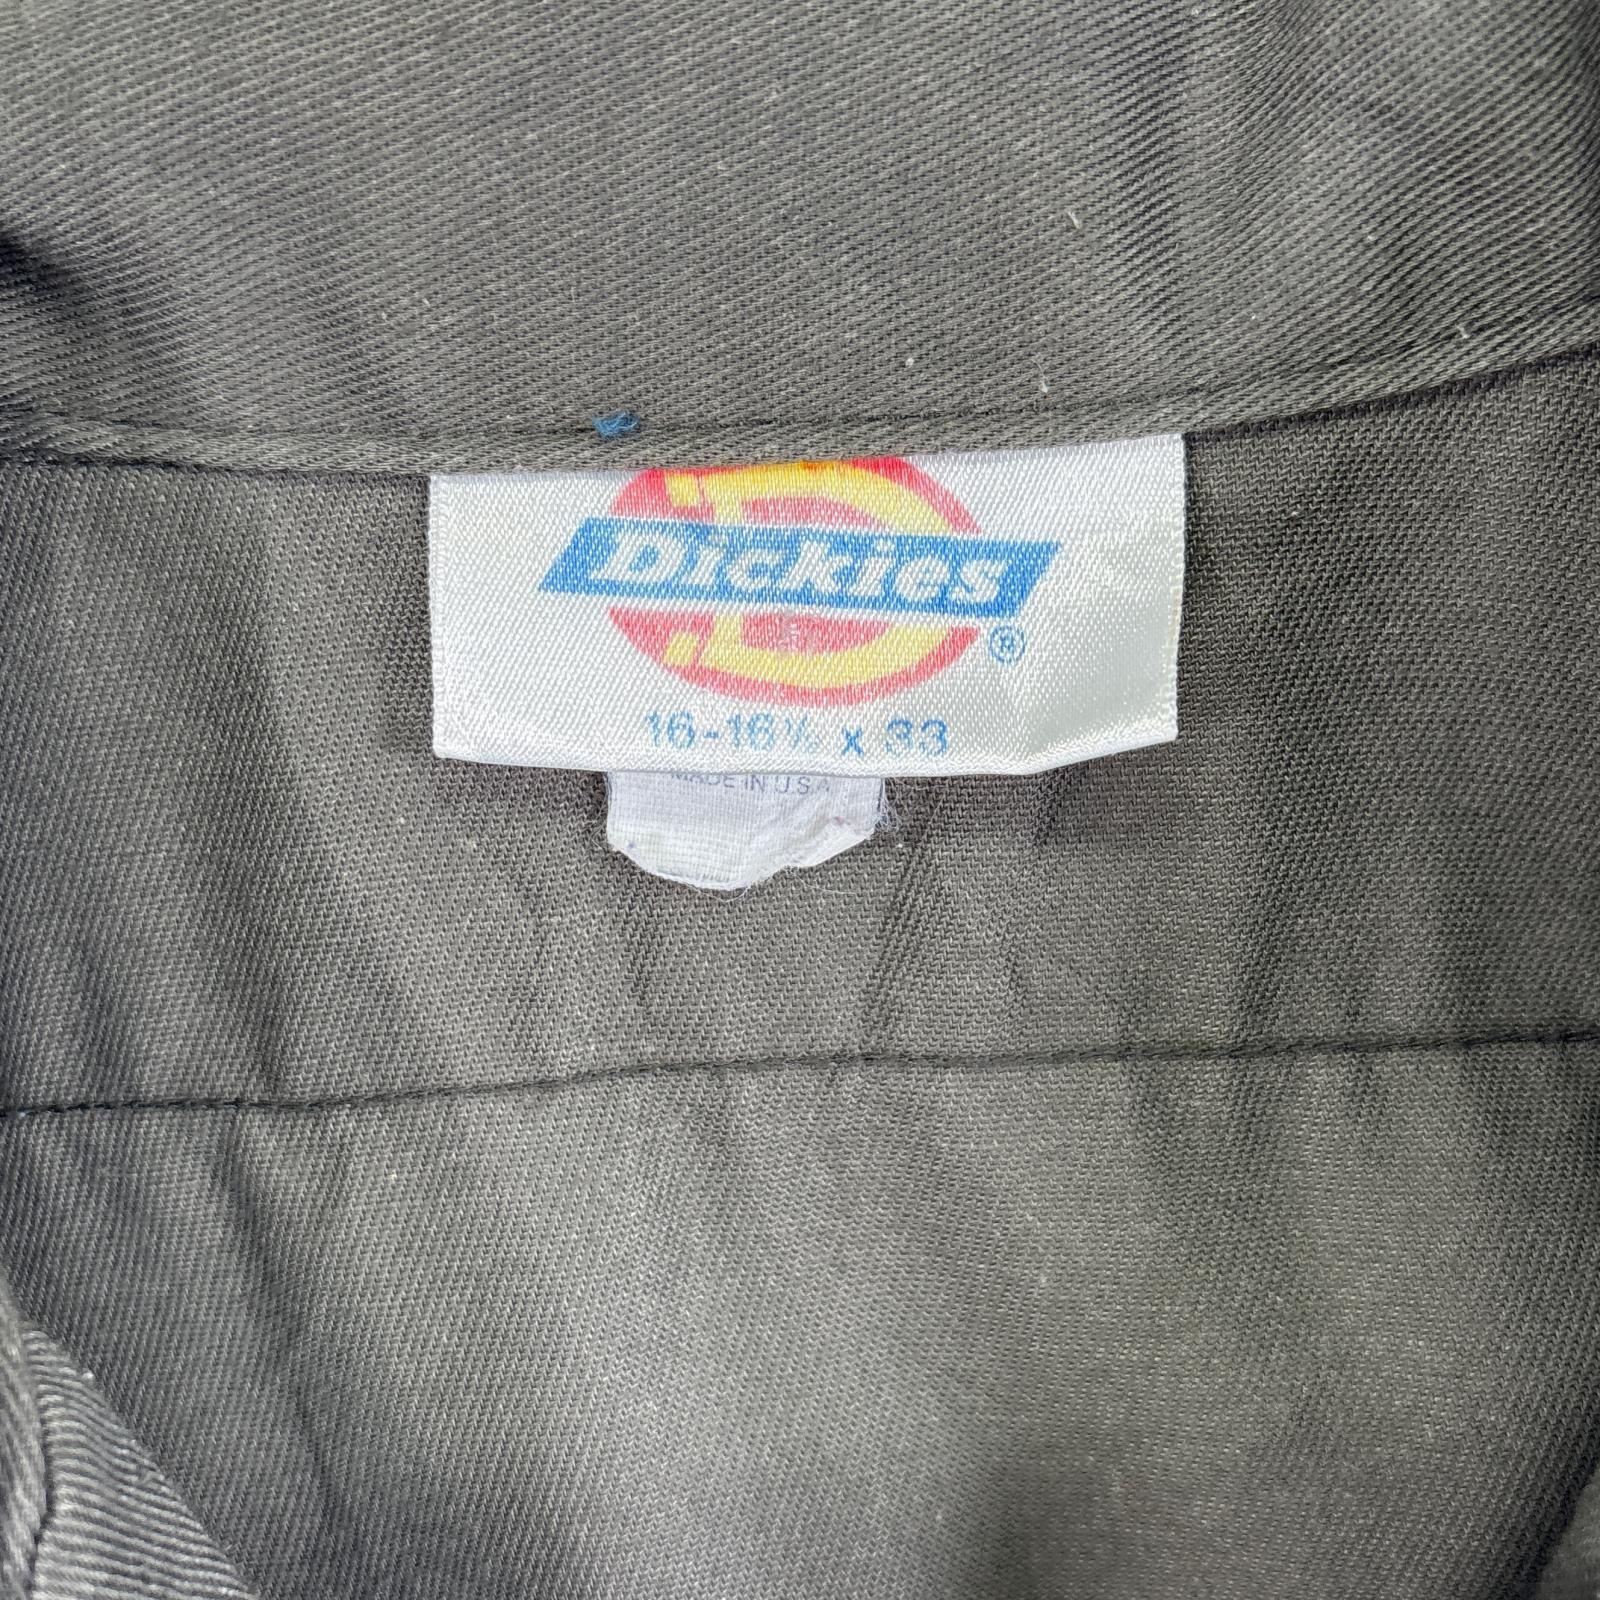 Dickies
®
16-16½ x 33
MADE IN U.S.A